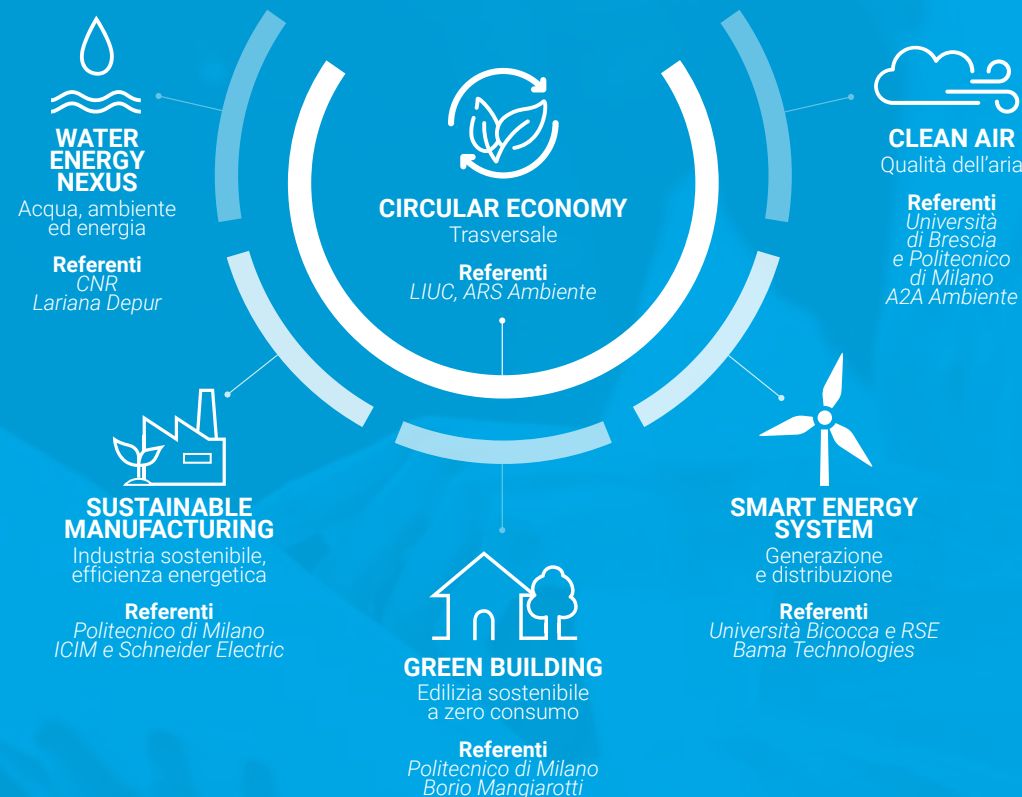 WATER
ENERGY
NEXUS
Acqua, ambiente
ed energia
Referenti
CNR
Lariana Depur
CIRCULAR ECONOMY
Trasversale
Referenti
LIUC, ARS Ambiente
CLEAN AIR
Qualità dell'aria
Referenti
Università
di Brescia
e Politecnico
di Milano
A2A Ambiente
SUSTAINABLE
MANUFACTURING
Industria sostenibile,
efficienza energetica
Referenti
Politecnico di Milano
ICIM e Schneider Electric
GREEN BUILDING
Edilizia sostenibile
a zero consumo
Referenti
Politecnico di Milano
Borio Mangiarotti
SMART ENERGY
SYSTEM
Generazione
e distribuzione
Referenti
Università Bicocca e RSE
Bama Technologies